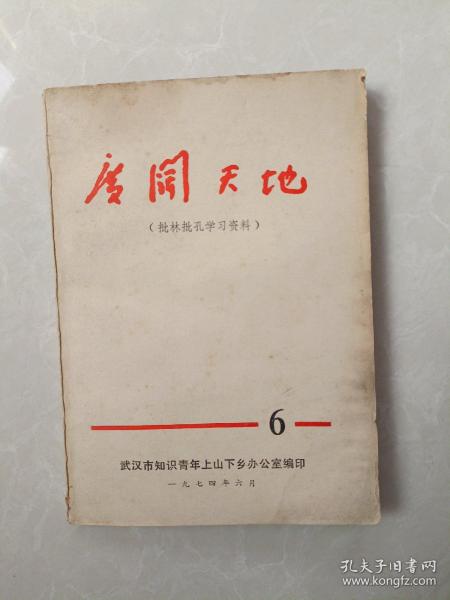 广阔天地
（批林批孔学习资料）
6
武汉市知识青年上山下乡办公室编印
一九七四年六月
孔夫子旧书网
www.kongfz.com